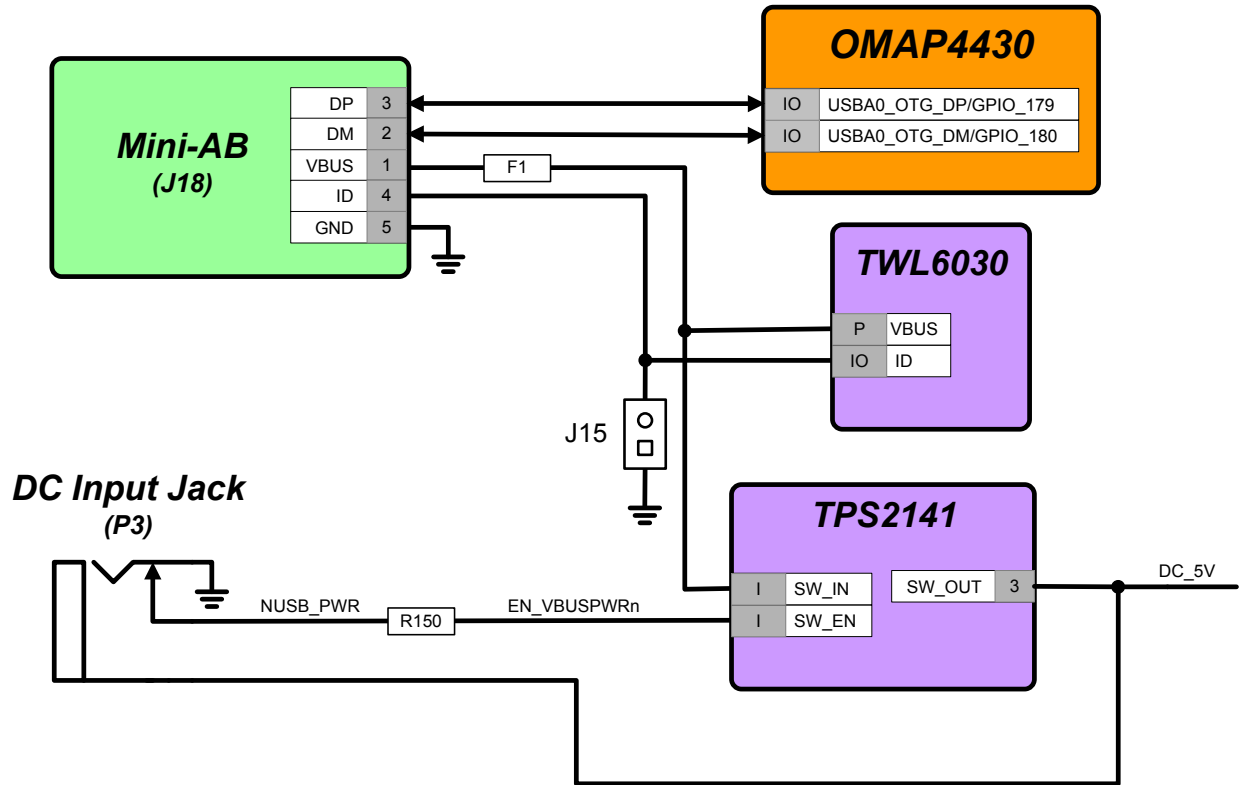 OMAP4430
IO USBA0_OTG_DP/GPIO_179
IO USBA0_OTG_DM/GPIO_180
Mini-AB
(J18)
DP 3
DM 2
VBUS 1
ID 4
GND 5
F1
TWL6030
P VBUS
IO ID
J15
DC Input Jack
(P3)
NUSB_PWR
R150
EN_VBUSPWRn
TPS2141
I SW_IN
I SW_EN
SW_OUT 3
DC_5V